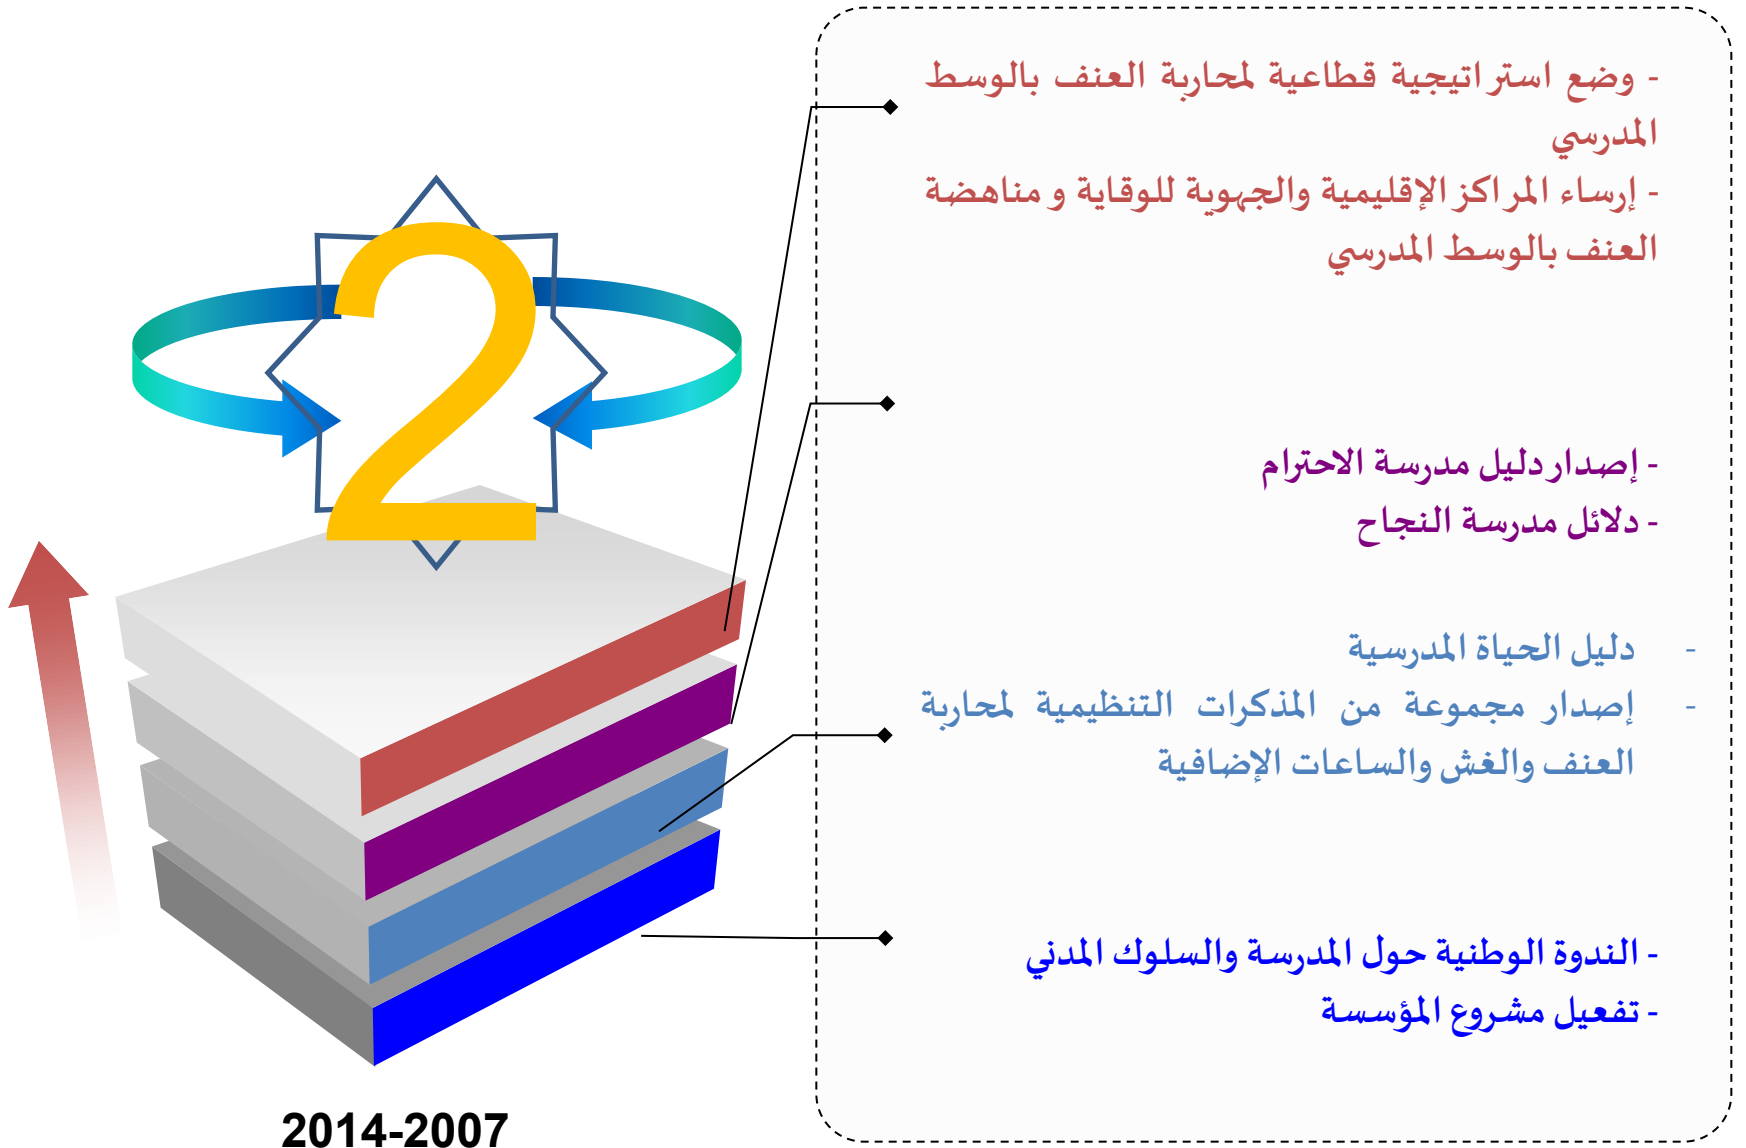 - وضع استراتيجية قطاعية لمحاربة العنف بالوسط
المدرسي
- إرساء المراكز الإقليمية والجهوية للوقاية و مناهضة
العنف بالوسط المدرسي
2
- إصدار دليل مدرسة الاحترام
- دلائل مدرسة النجاح
- دليل الحياة المدرسية
- إصدار مجموعة من المذكرات التنظيمية لمحاربة
العنف والغش والساعات الإضافية
- الندوة الوطنية حول المدرسة والسلوك المدني
- تفعيل مشروع المؤسسة
2014-2007